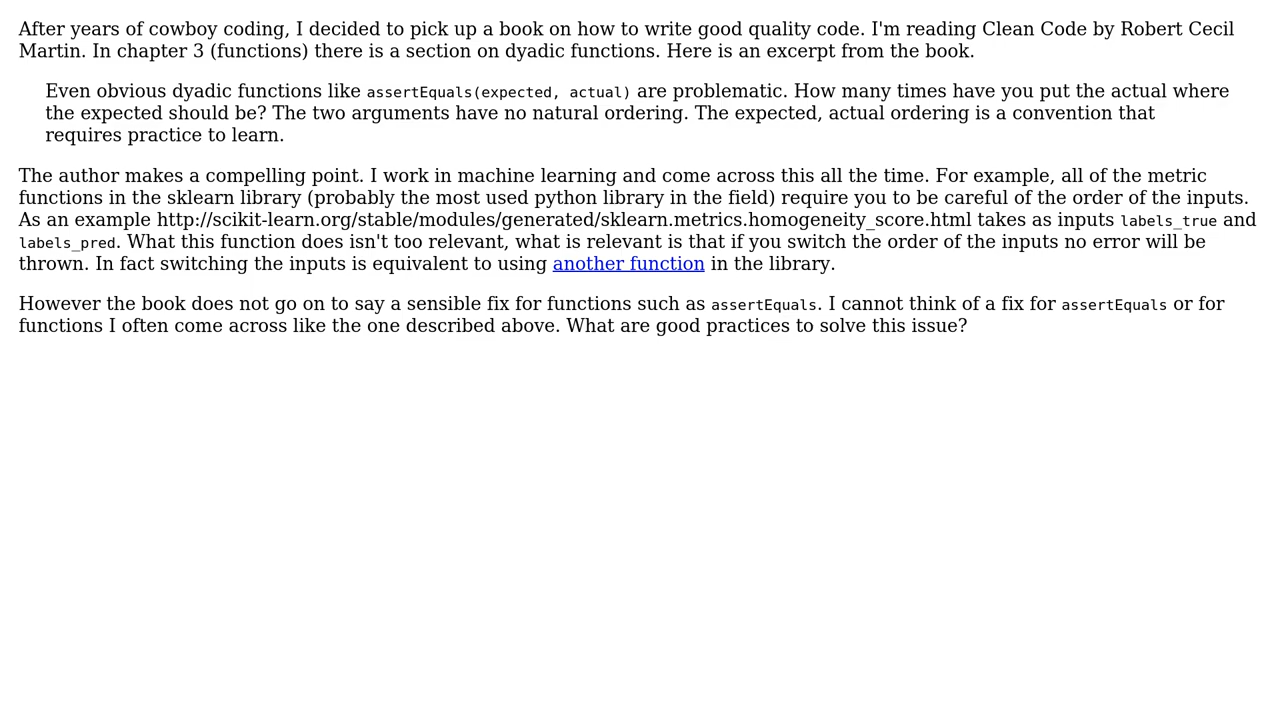 After years of cowboy coding, I decided to pick up a book on how to write good quality code. I'm reading Clean Code by Robert Cecil
Martin. In chapter 3 (functions) there is a section on dyadic functions. Here is an excerpt from the book.
Even obvious dyadic functions like assertEquals(expected, actual) are problematic. How many times have you put the actual where
the expected should be? The two arguments have no natural ordering. The expected, actual ordering is a convention that
requires practice to learn.
The author makes a compelling point. I work in machine learning and come across this all the time. For example, all of the metric
functions in the sklearn library (probably the most used python library in the field) require you to be careful of the order of the inputs.
As an example http://scikit-learn.org/stable/modules/generated/sklearn.metrics.homogeneity_score.html takes as inputs labels_true and
labels_pred. What this function does isn't too relevant, what is relevant is that if you switch the order of the inputs no error will be
thrown. In fact switching the inputs is equivalent to using another function in the library.
However the book does not go on to say a sensible fix for functions such as assertEquals. I cannot think of a fix for assertEquals or for
functions I often come across like the one described above. What are good practices to solve this issue?